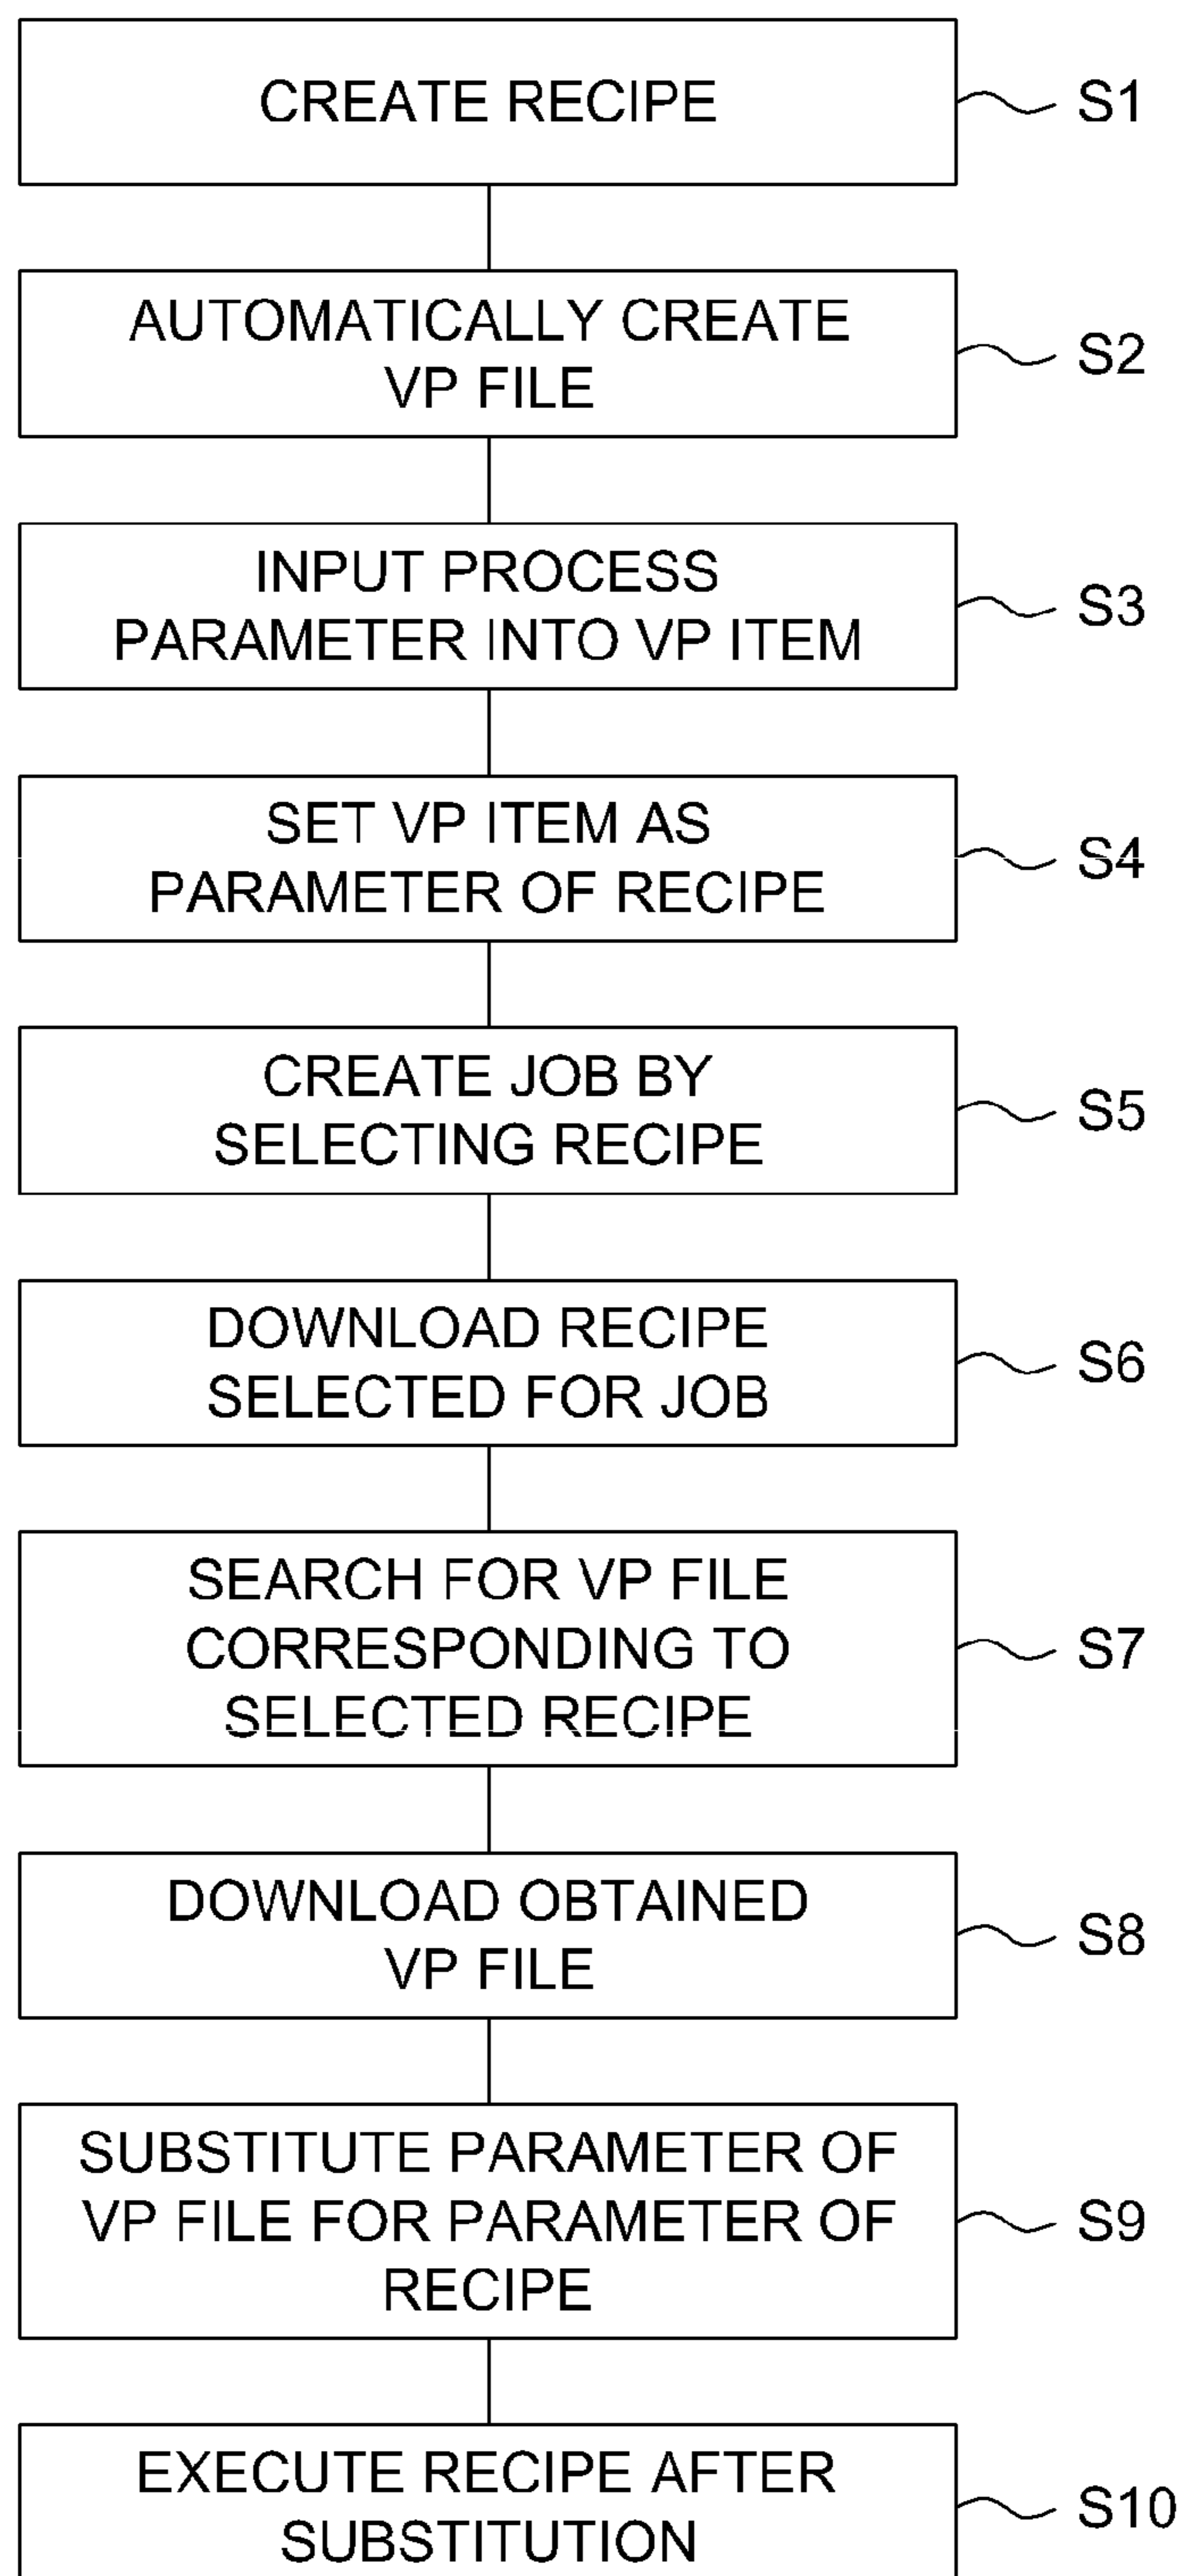 CREATE RECIPE
S1
AUTOMATICALLY CREATE
VP FILE
S2
INPUT PROCESS
PARAMETER INTO VP ITEM
S3
SET VP ITEM AS
PARAMETER OF RECIPE
S4
CREATE JOB BY
SELECTING RECIPE
S5
DOWNLOAD RECIPE
SELECTED FOR JOB
S6
SEARCH FOR VP FILE
CORRESPONDING TO
SELECTED RECIPE
S7
DOWNLOAD OBTAINED
VP FILE
S8
SUBSTITUTE PARAMETER OF
VP FILE FOR PARAMETER OF
RECIPE
S9
EXECUTE RECIPE AFTER
SUBSTITUTION
S10